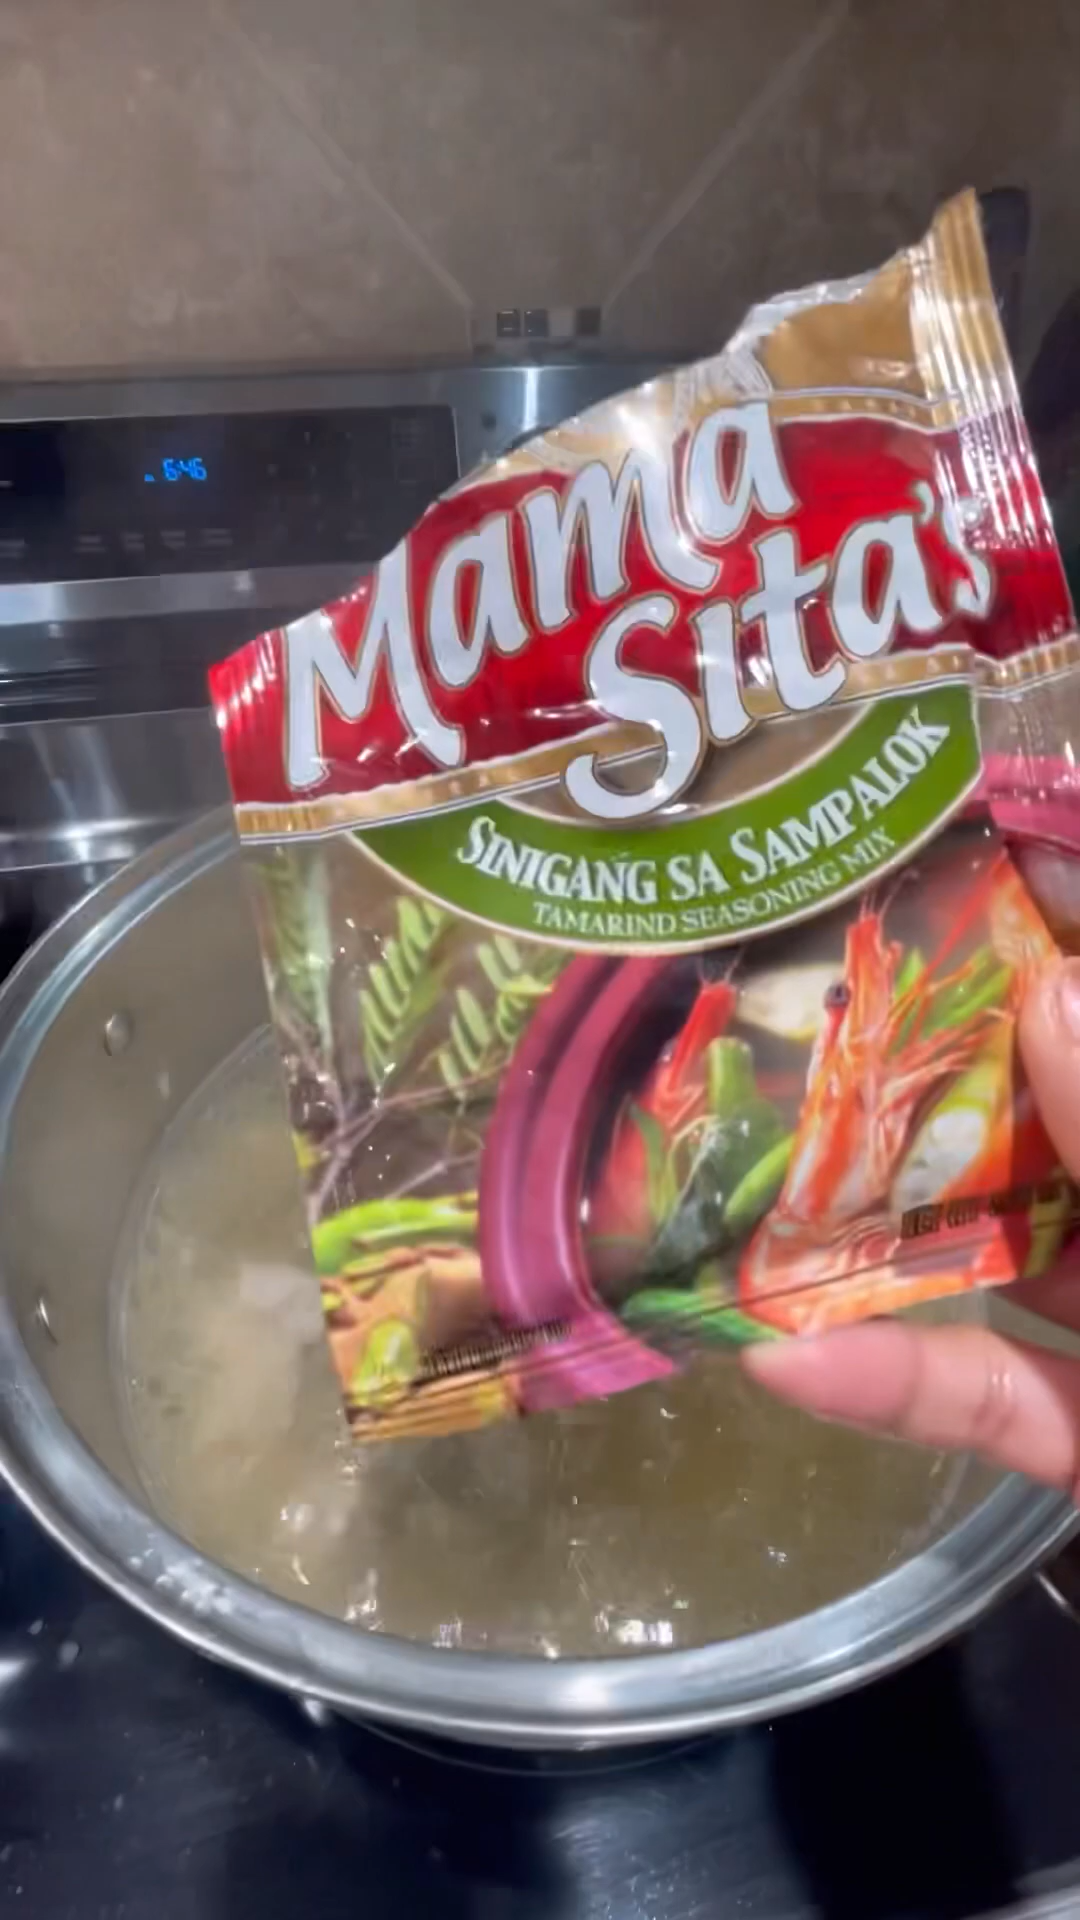 6:46
Mama
Sita's
SINIGANG SA SAMPALOK
TAMARIND SEASONING MIX